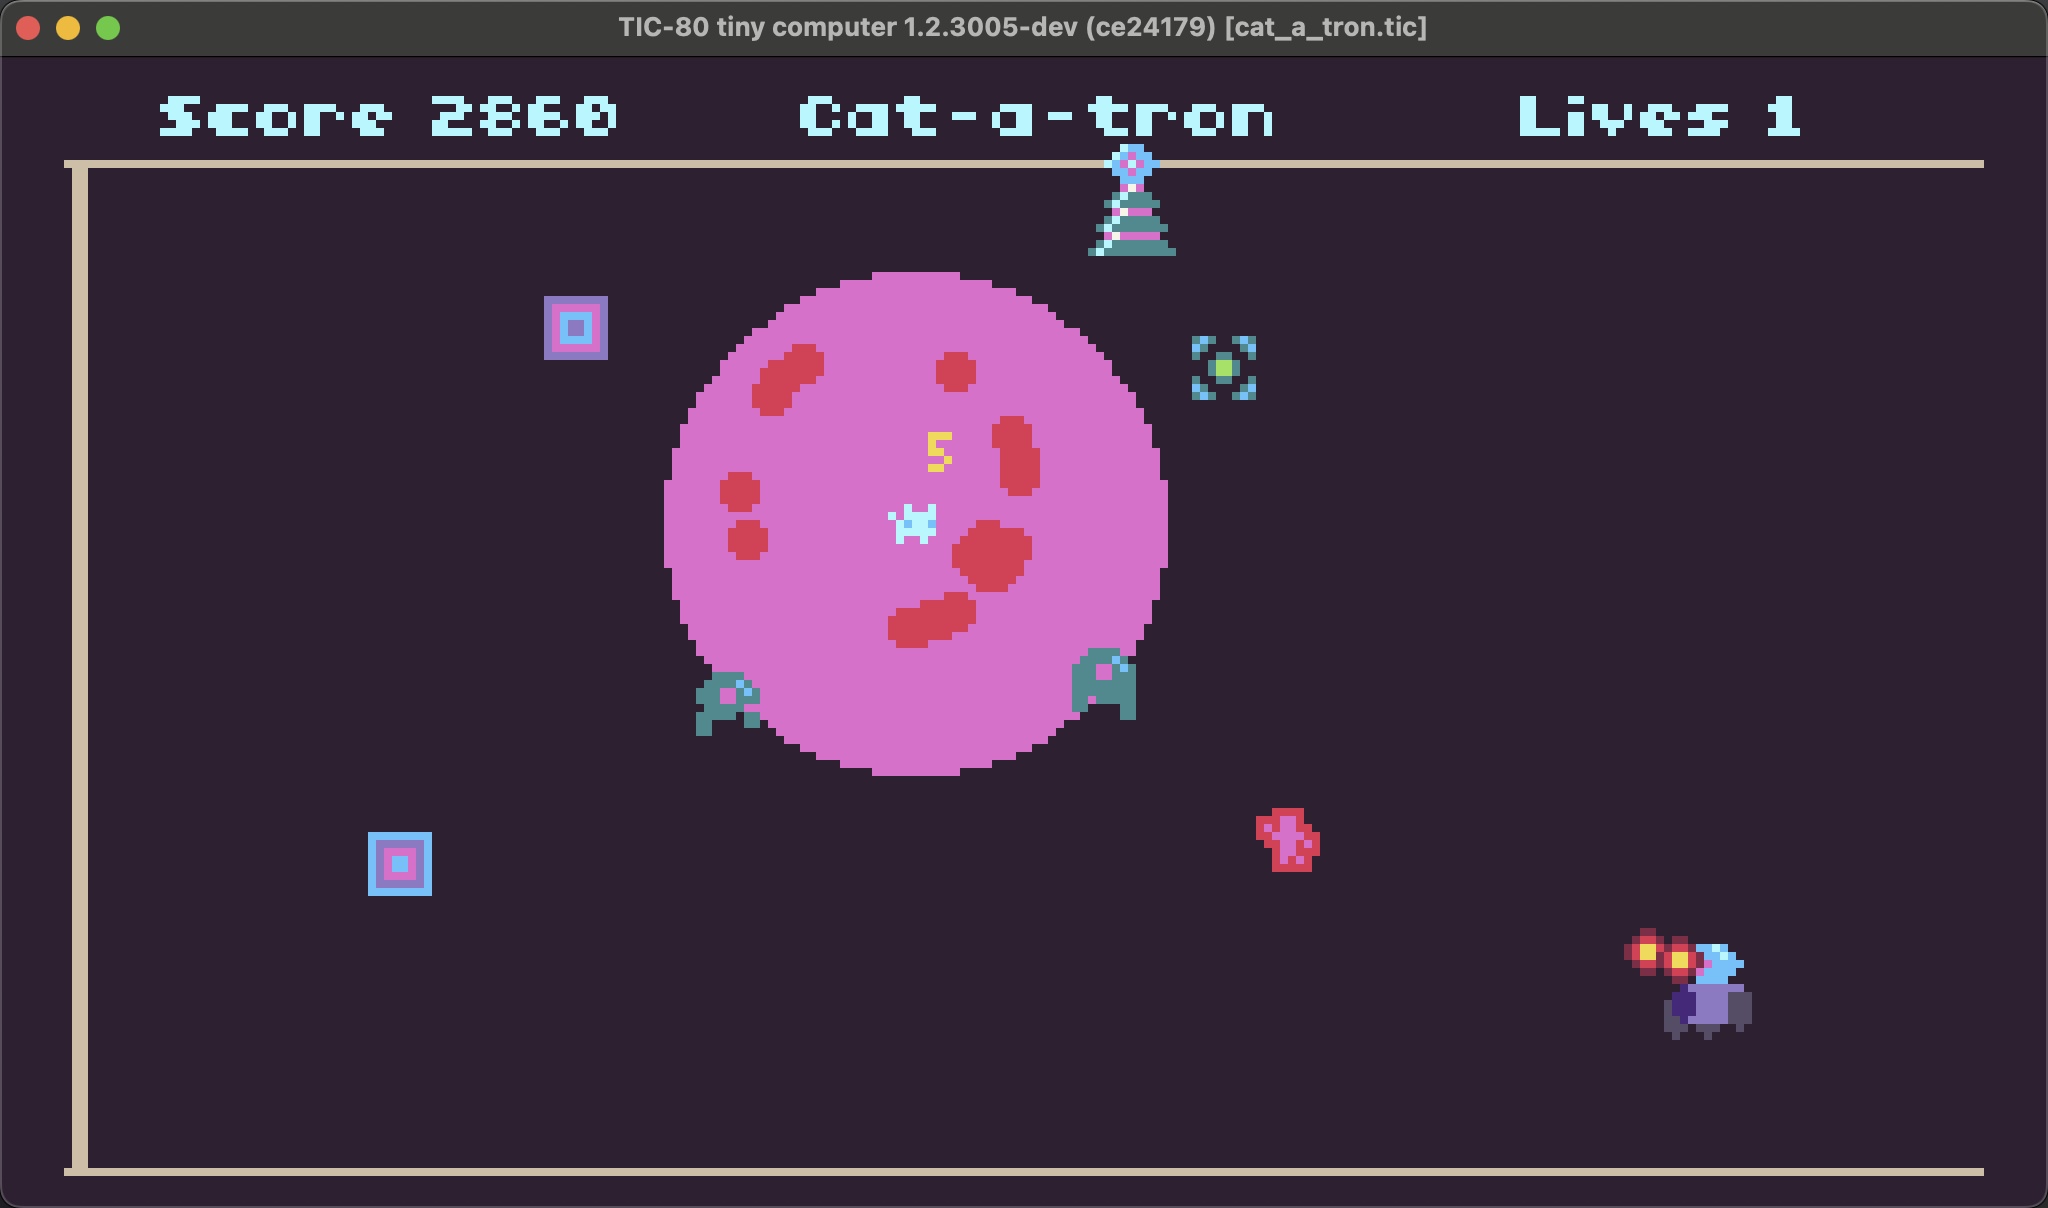 TIC-80 tiny computer 1.2.3005-dev (ce24179) [cat_a_tron.tic]
Score 2860 Cat-a-tron Lives 1
5